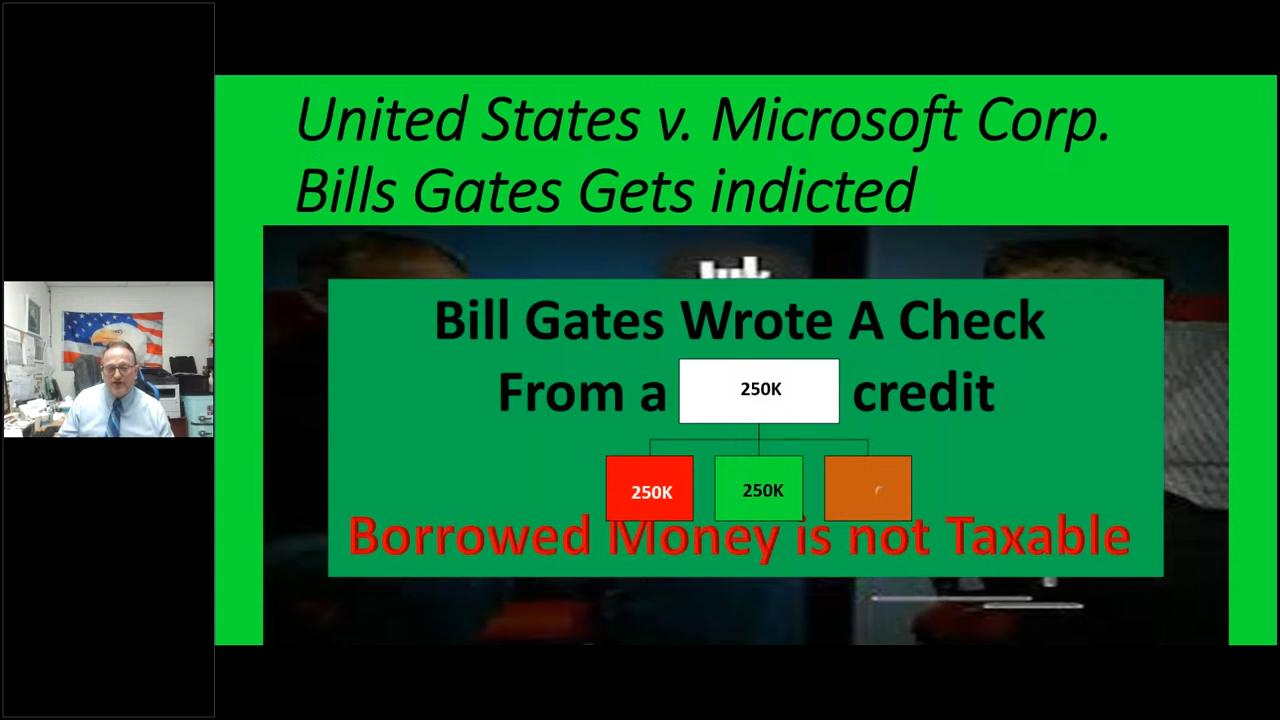 United States v. Microsoft Corp.
Bills Gates Gets indicted
Bill Gates Wrote A Check
From a 250K credit
250K 250K
Borrowed Money is not Taxable